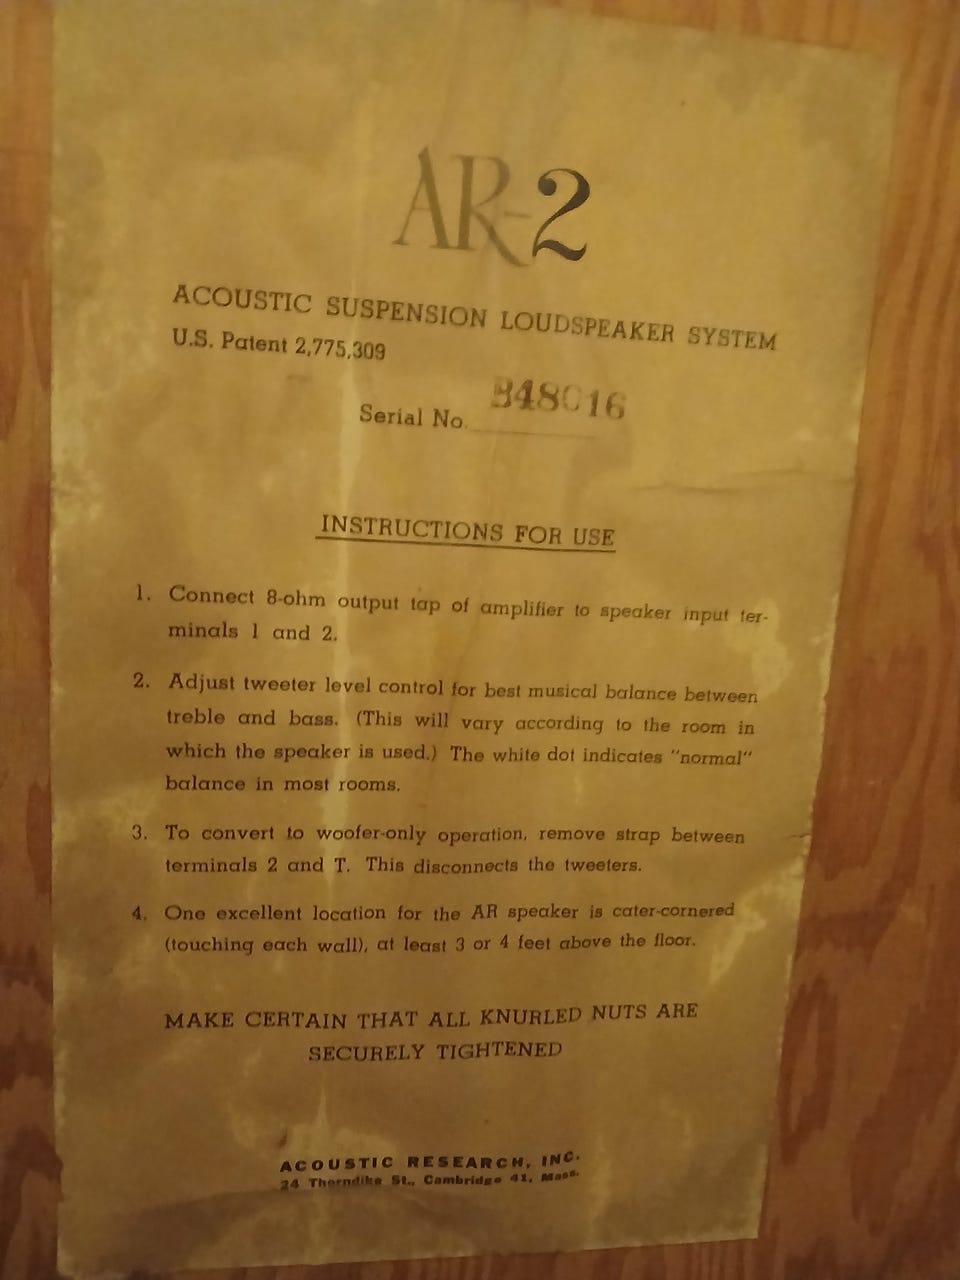 AR-2
ACOUSTIC SUSPENSION LOUDSPEAKER SYSTEM
U.S. Patent 2,775,309
Serial No.
INSTRUCTIONS FOR USE
1. Connect 8-ohm output tap of amplifier to speaker input ter-
minals 1 and 2.
2. Adjust tweeter level control for best musical balance between
treble and bass. (This will vary according to the room in
which the speaker is used.) The white dot indicates "normal"
balance in most rooms.
3. To convert to woofer-only operation, remove strap between
terminals 2 and T. This disconnects the tweeters.
4. One excellent location for the AR speaker is cater-cornered
(touching each wall), at least 3 or 4 feet above the floor.
MAKE CERTAIN THAT ALL KNURLED NUTS ARE
SECURELY TIGHTENED
ACOUSTIC RESEARCH, INC.
24 Thorndike St., Cambridge 41, Mass.